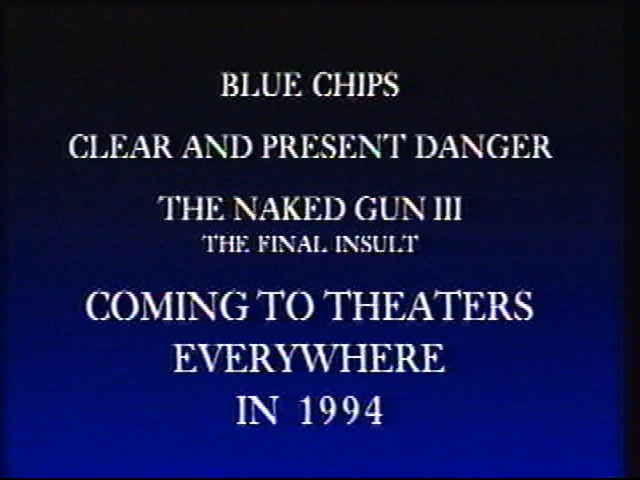 BLUE CHIPS
CLEAR AND PRESENT DANGER
THE NAKED GUN III
THE FINAL INSULT
COMING TO THEATERS
EVERYWHERE
IN 1994